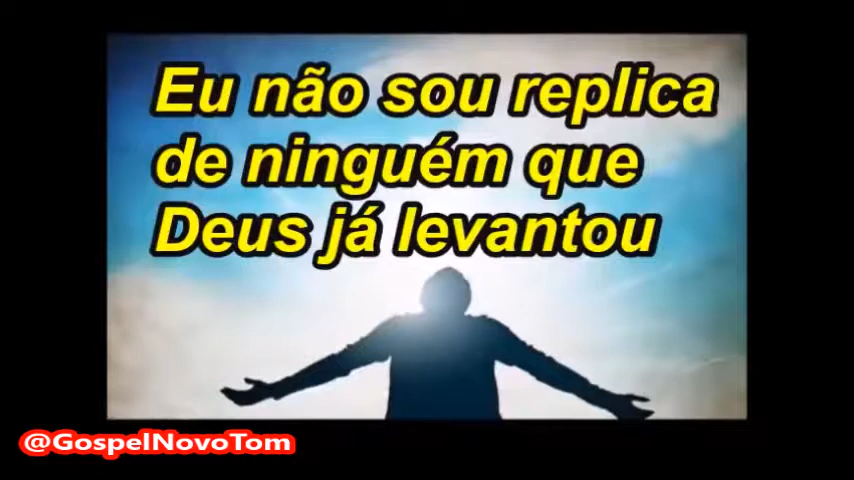 Eu não sou replica
de ninguém que
Deus já levantou
@GospelNovoTom